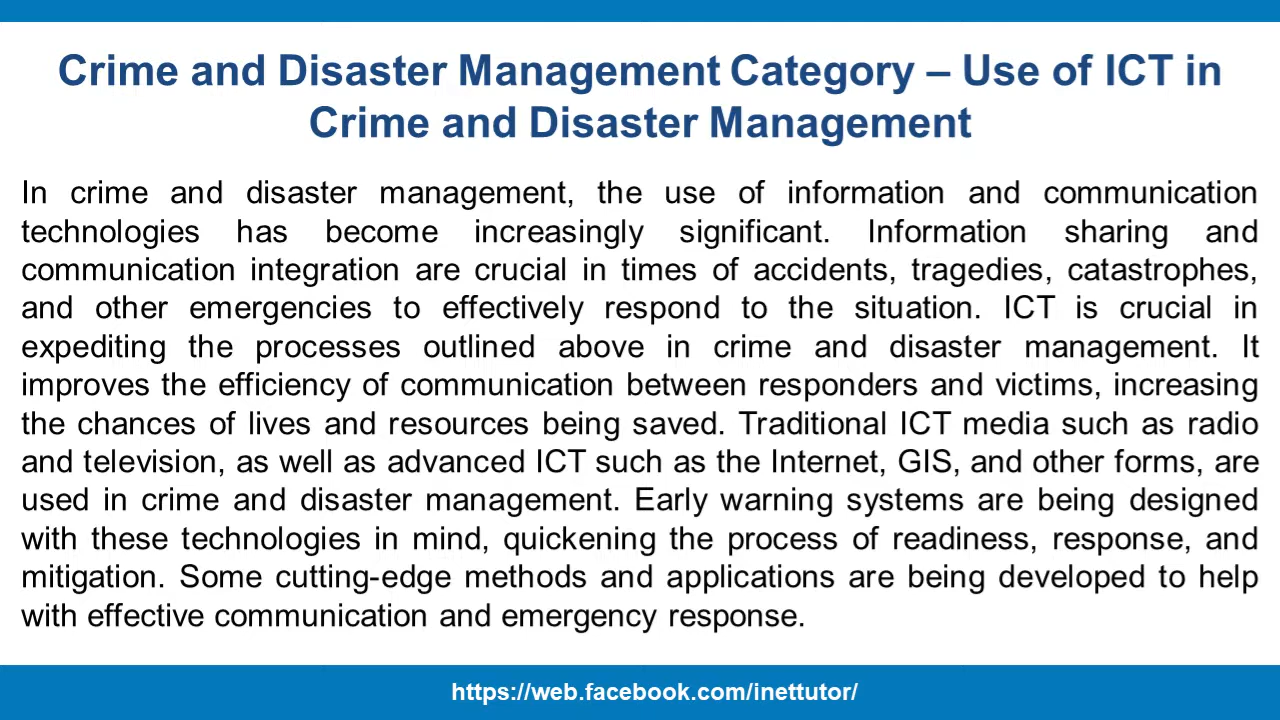 Crime and Disaster Management Category – Use of ICT in
Crime and Disaster Management
In crime and disaster management, the use of information and communication
technologies has become increasingly significant. Information sharing and
communication integration are crucial in times of accidents, tragedies, catastrophes,
and other emergencies to effectively respond to the situation. ICT is crucial in
expediting the processes outlined above in crime and disaster management. It
improves the efficiency of communication between responders and victims, increasing
the chances of lives and resources being saved. Traditional ICT media such as radio
and television, as well as advanced ICT such as the Internet, GIS, and other forms, are
used in crime and disaster management. Early warning systems are being designed
with these technologies in mind, quickening the process of readiness, response, and
mitigation. Some cutting-edge methods and applications are being developed to help
with effective communication and emergency response.
https://web.facebook.com/inettutor/